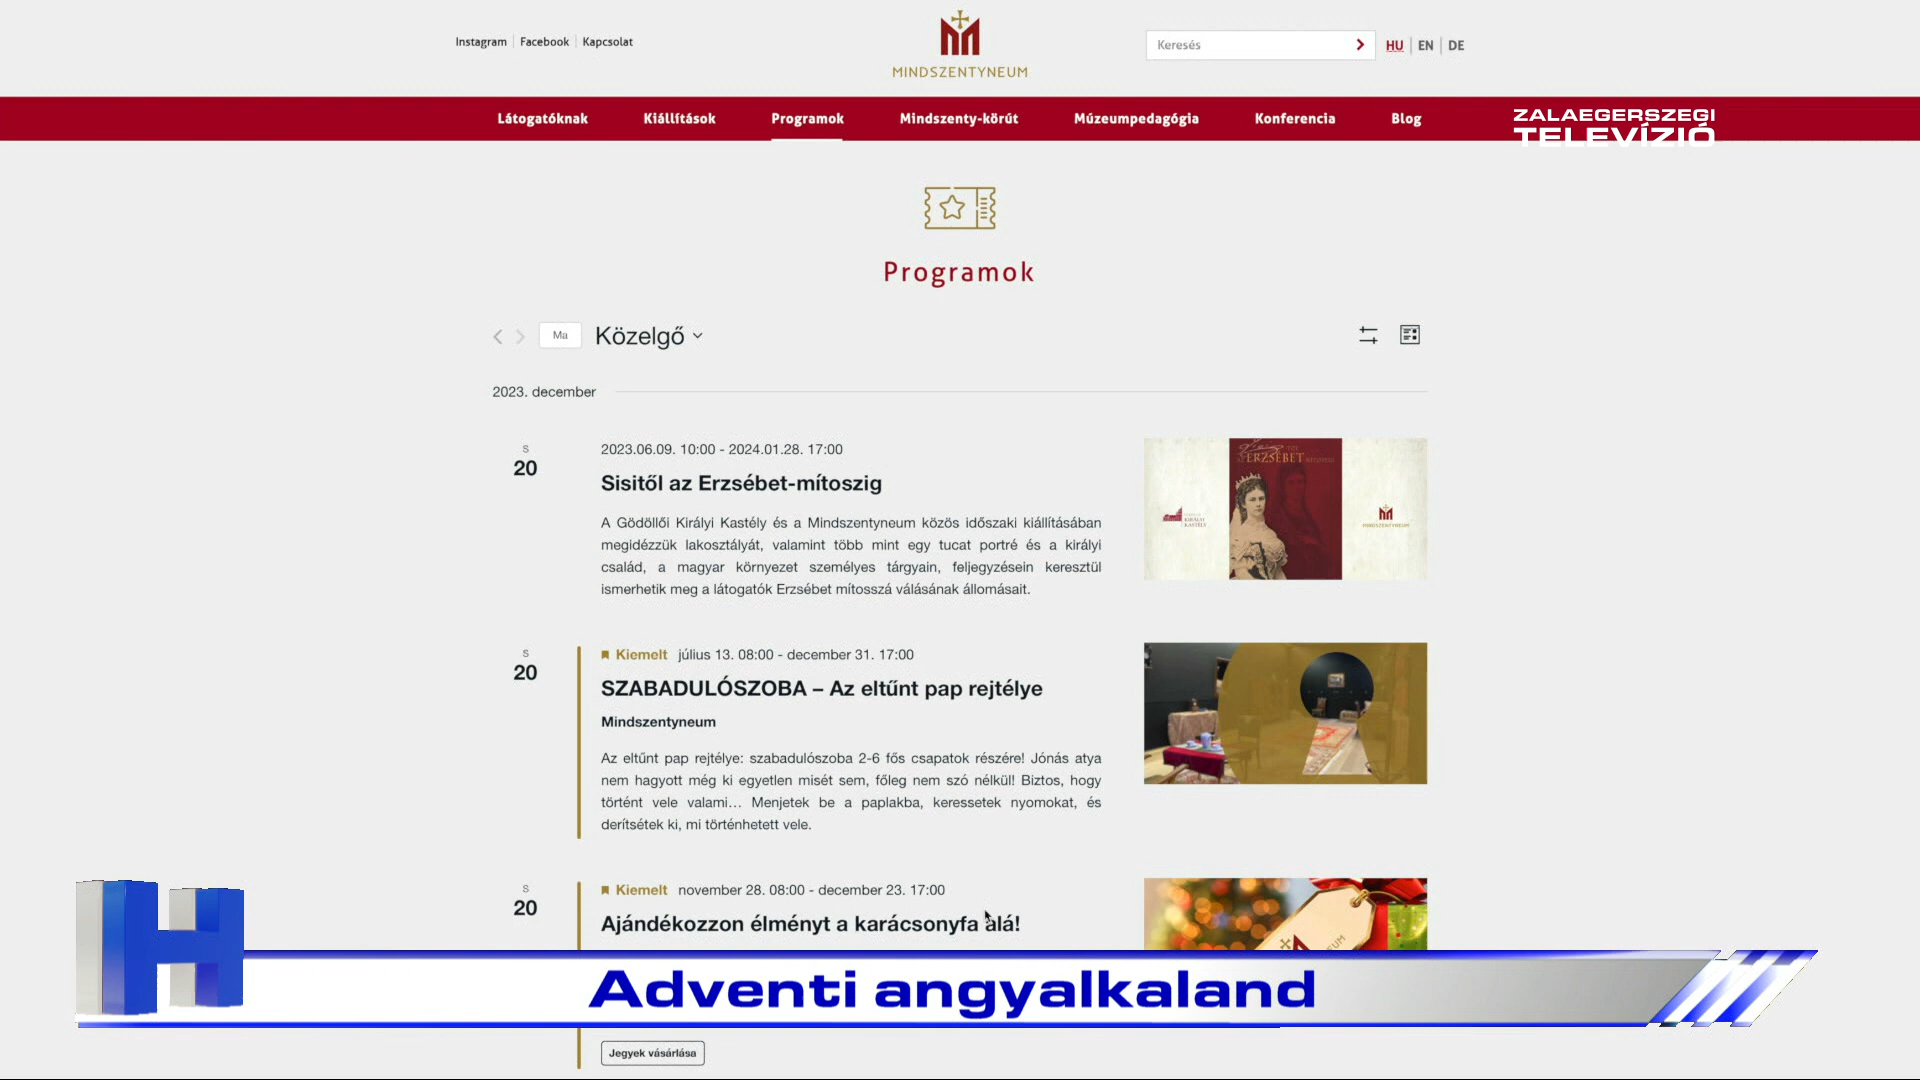 Instagram Facebook Kapcsolat
MINDSZENTYNEUM
Keresés
HU EN DE
Látogatóknak Kiállítások Programok Mindszenty-körút Múzeumpedagógia Konferencia Blog
ZALAEGERSZEGI
TELEVÍZIÓ
Programok
Ma Közelgő
2023. december
S
20
2023.06.09. 10:00 - 2024.01.28. 17:00
Sisitől az Erzsébet-mítoszig
A Gödöllői Királyi Kastély és a Mindszentyneum közös időszaki kiállításában
megidézzük lakosztályát, valamint több mint egy tucat portré és a királyi
család, a magyar környezet személyes tárgyain, feljegyzésein keresztül
ismerhetik meg a látogatók Erzsébet mítosszá válásának állomásait.
ERZSÉBET
KIRÁLYI
KASTÉLY
MINDSZENTYNEUM
S
20
Kiemelt július 13. 08:00 - december 31. 17:00
SZABADULÓSZOBA – Az eltűnt pap rejtélye
Mindszentyneum
Az eltűnt pap rejtélye: szabadulószoba 2-6 fős csapatok részére! Jónás atya
nem hagyott még ki egyetlen misét sem, főleg nem szó nélkül! Biztos, hogy
történt vele valami… Menjetek be a paplakba, keressetek nyomokat, és
derítsétek ki, mi történhetett vele.
S
20
Kiemelt november 28. 08:00 - december 23. 17:00
Ajándékozzon élményt a karácsonyfa alá!
H
Adventi angyalkaland
Jegyek vásárlása